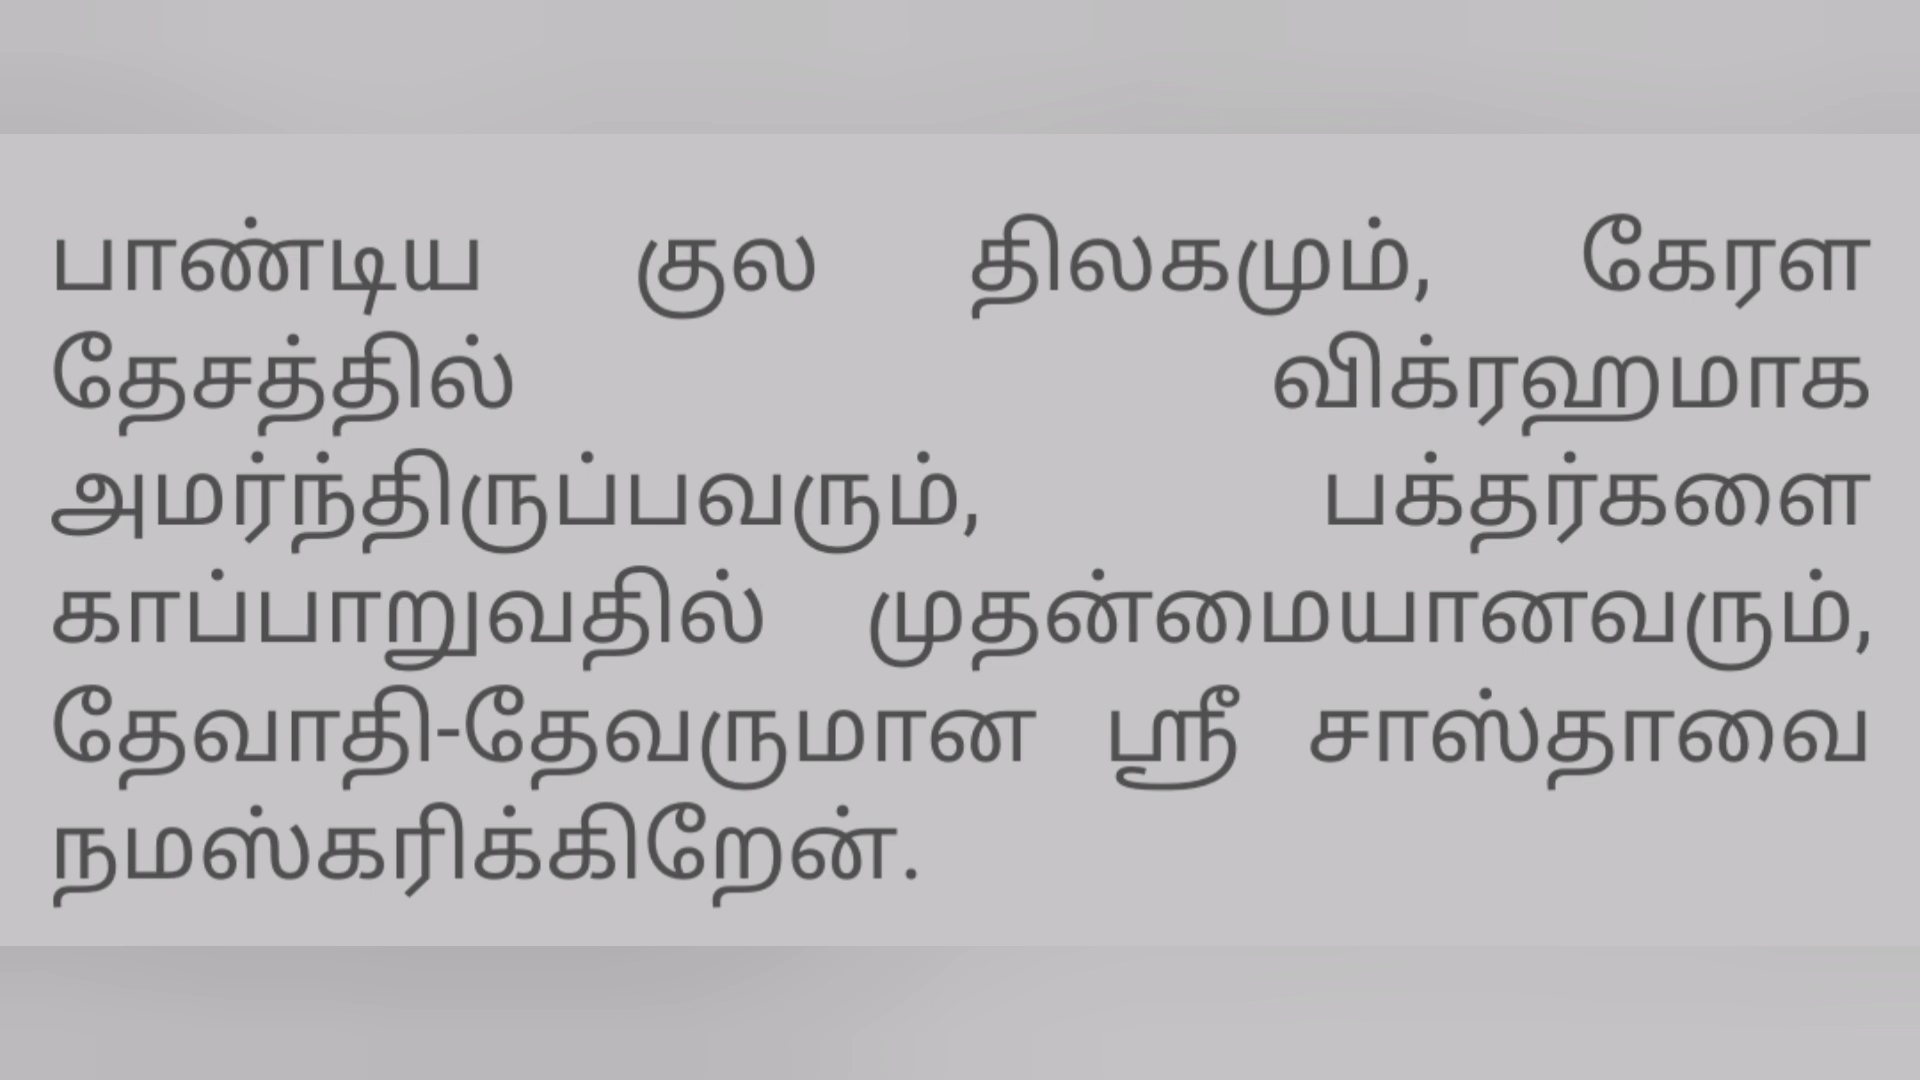 பாண்டிய குல திலகமும், கேரள
தேசத்தில் விக்ரஹமாக
அமர்ந்திருப்பவரும், பக்தர்களை
காப்பாறுவதில் முதன்மையானவரும்,
தேவாதி-தேவருமான ஸ்ரீ சாஸ்தாவை
நமஸ்கரிக்கிறேன்.